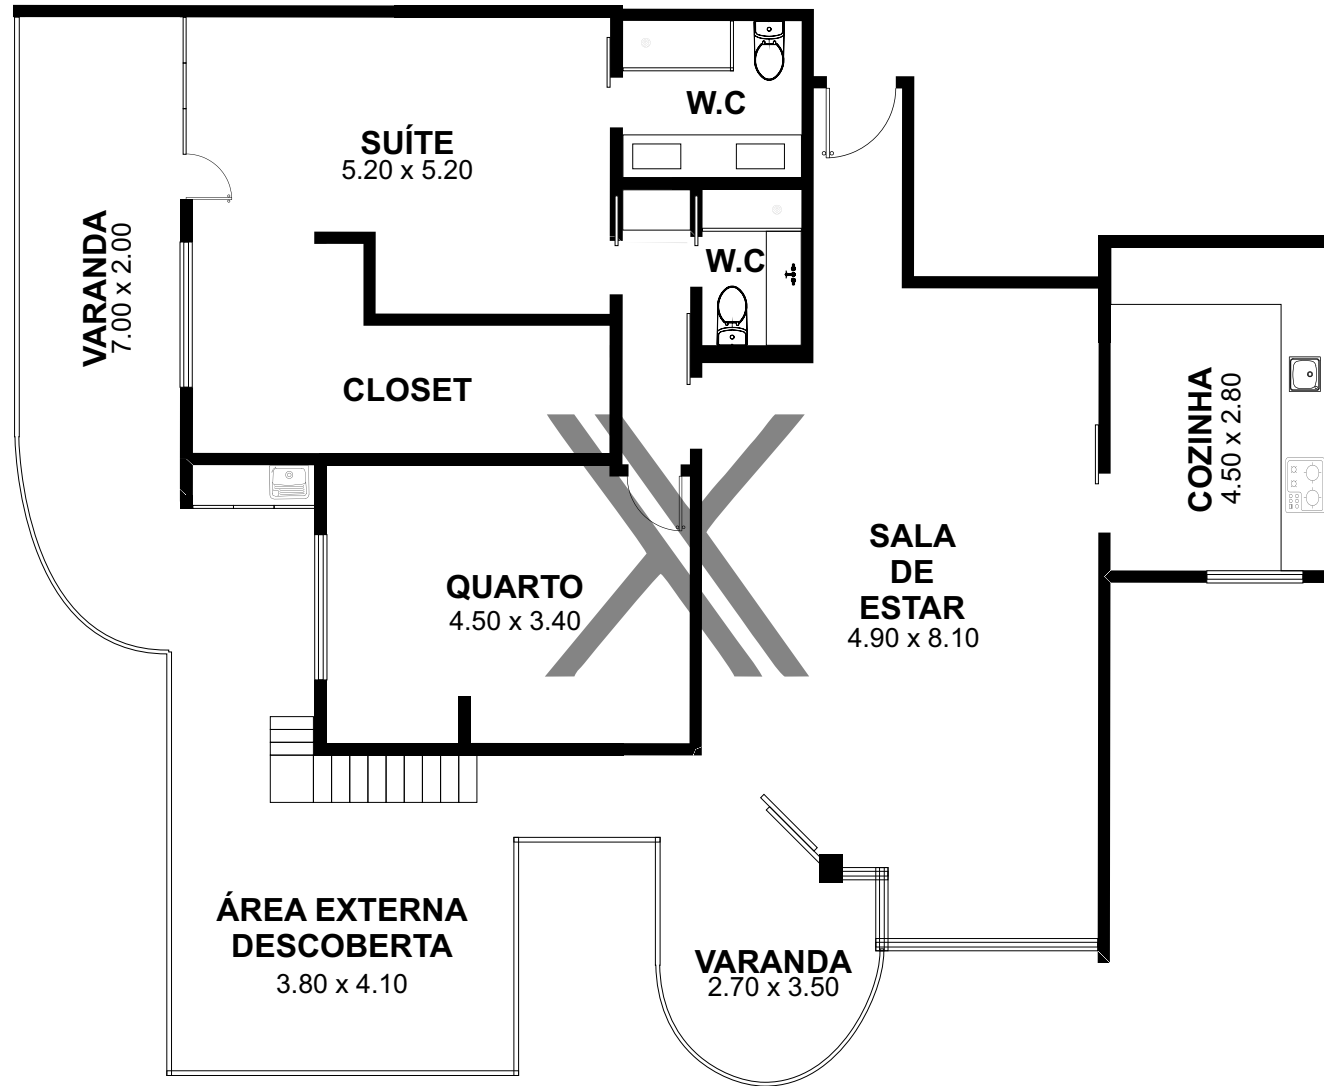 W.C
SUÍTE
5.20 x 5.20
VARANDA
7.00 x 2.00
W.C
CLOSET
COZINHA
4.50 x 2.80
SALA
DE
ESTAR
4.90 x 8.10
QUARTO
4.50 x 3.40
ÁREA EXTERNA
DESCOBERTA
3.80 x 4.10
VARANDA
2.70 x 3.50